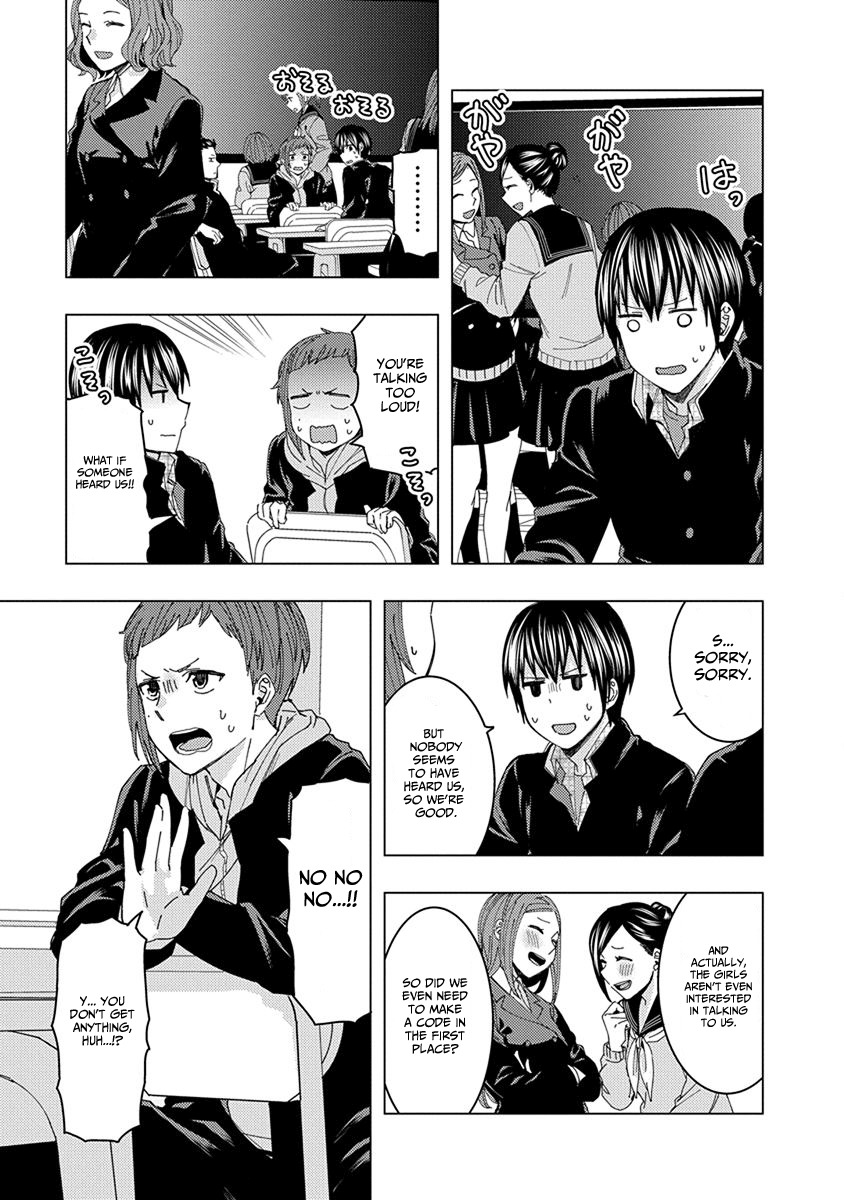 はっ
がや
がや
おそる
おそる
………
YOU'RE
TALKING
TOO
LOUD!
こそっ
WHAT IF
SOMEONE
HEARD US!!
こそっ
S...
SORRY,
SORRY.
BUT
NOBODY
SEEMS
TO HAVE
HEARD US,
SO WE'RE
GOOD.
AND
ACTUALLY,
THE GIRLS
AREN'T EVEN
INTERESTED
IN TALKING
TO US.
SO DID WE
EVEN NEED
TO MAKE
A CODE IN
THE FIRST
PLACE?
NO NO
NO...!!
Y... YOU
DON'T GET
ANYTHING,
HUH...!?